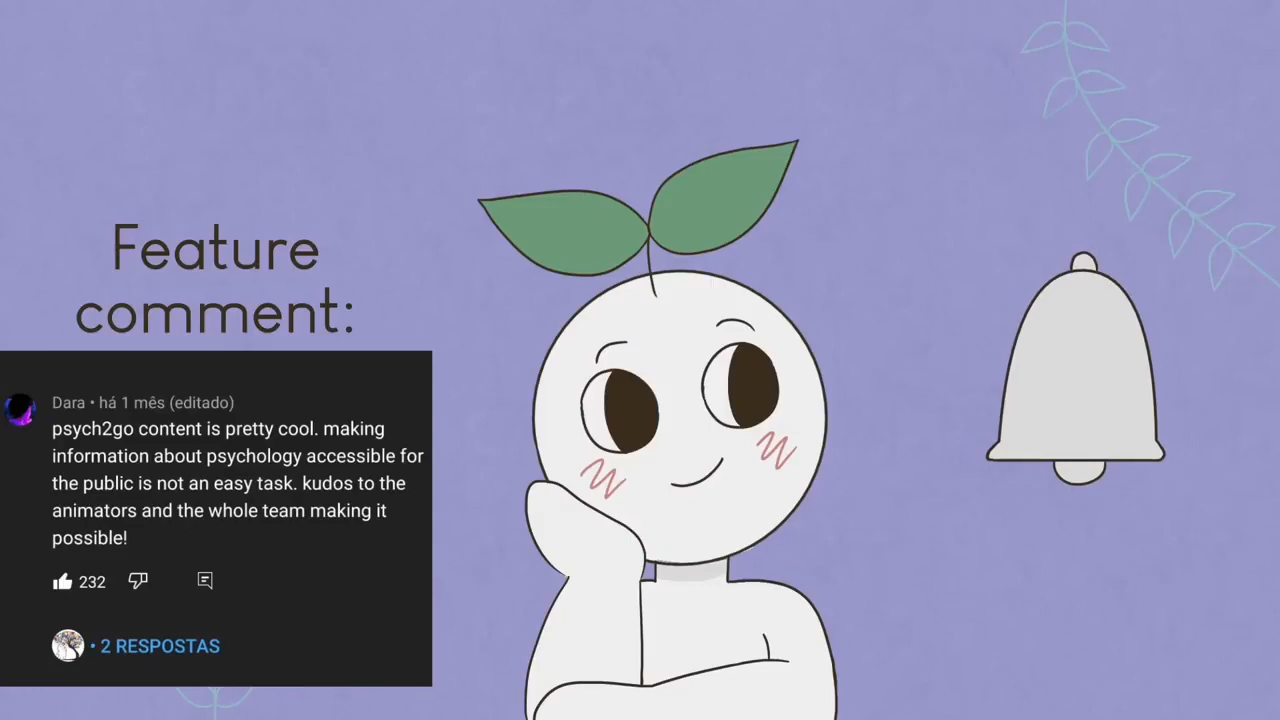 Feature
comment:
Dara • há 1 mês (editado)
psych2go content is pretty cool. making
information about psychology accessible for
the public is not an easy task. kudos to the
animators and the whole team making it
possible!
232
• 2 RESPOSTAS